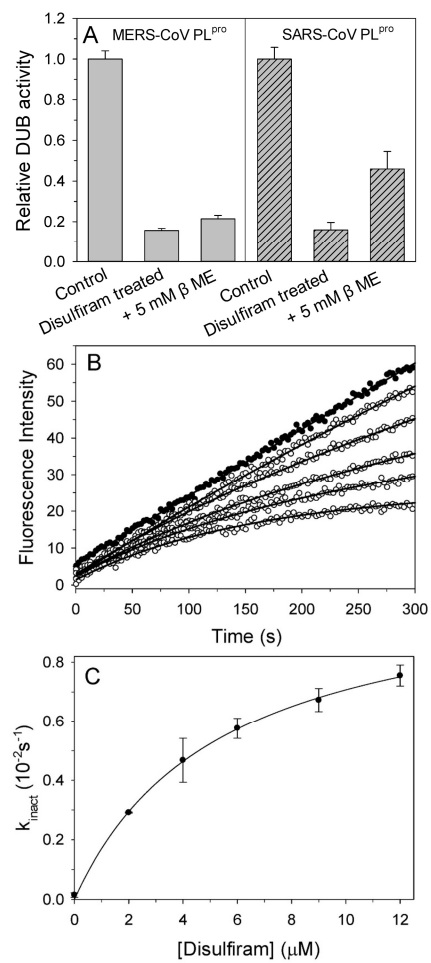 A
MERS-CoV PLpro
SARS-CoV PLpro
Relative DUB activity
1.2
1.0
0.8
0.6
0.4
0.2
0.0
Control
Disulfiram treated
+ 5 mM β ME
Control
Disulfiram treated
+ 5 mM β ME
B
Fluorescence Intensity
60
50
40
30
20
10
0
0 50 100 150 200 250 300
Time (s)
C
kinact (10-2s-1)
0.8
0.6
0.4
0.2
0.0
0 2 4 6 8 10 12
[Disulfiram] (μM)